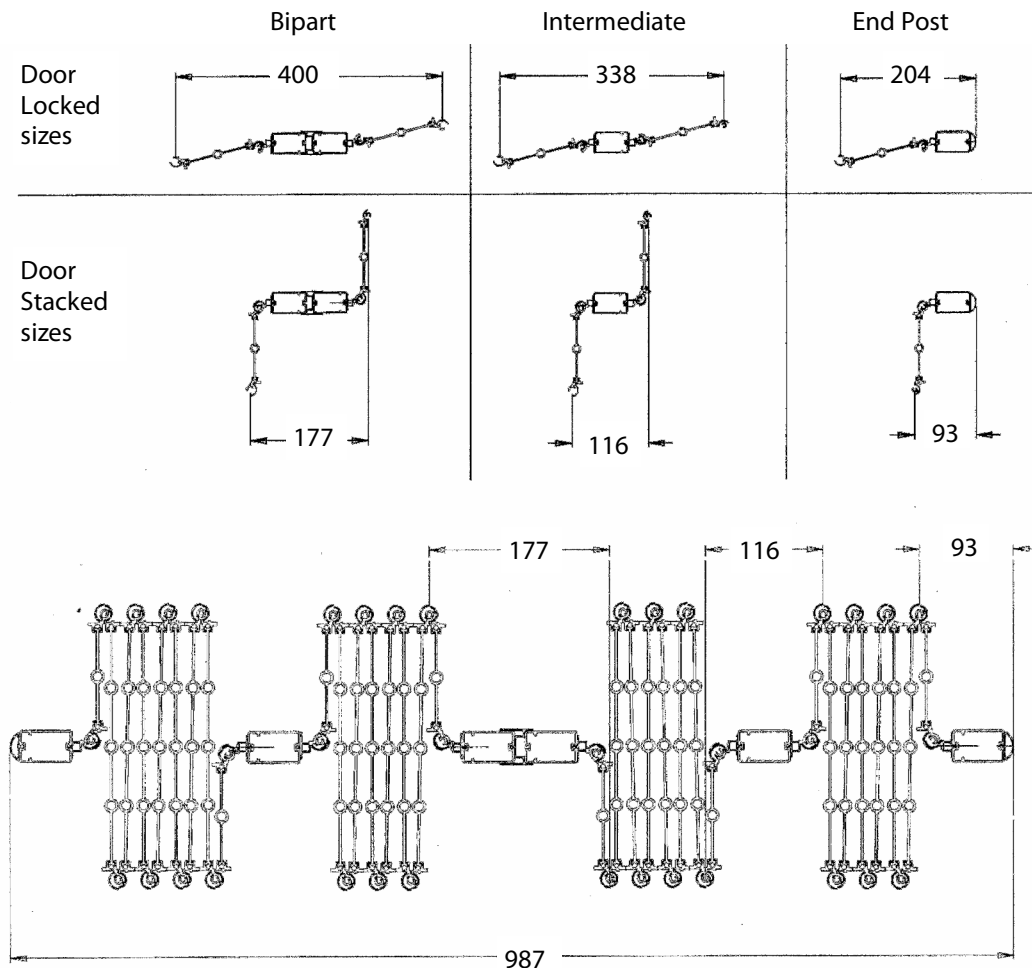 Bipart Intermediate End Post
Door
Locked
sizes
400 338 204
Door
Stacked
sizes
177 116 93
177 116 93
987